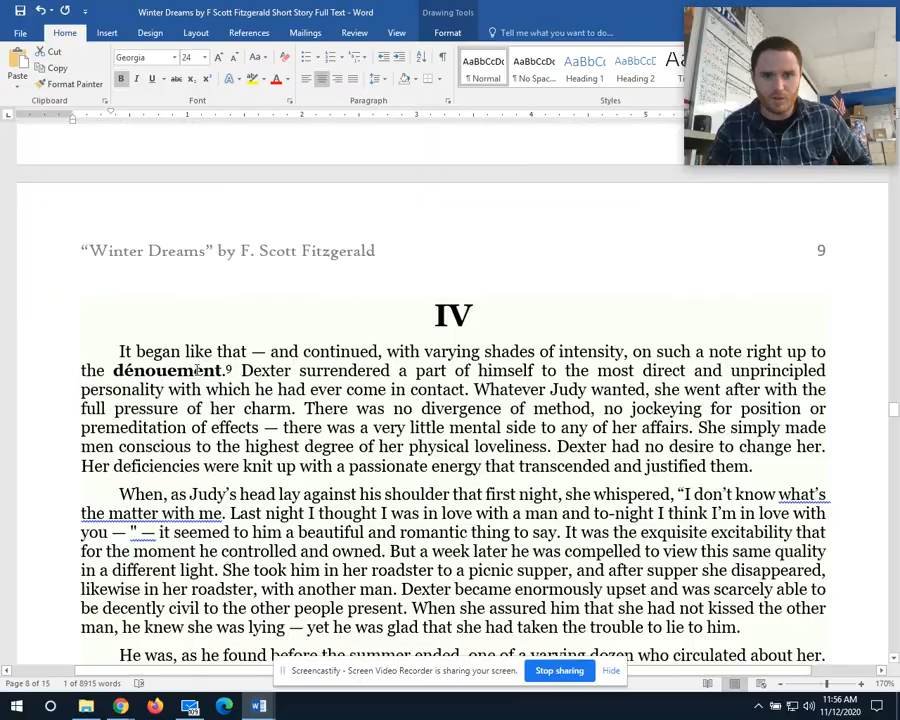 Winter Dreams by F Scott Fitzgerald Short Story Full Text - Word
Drawing Tools
File Home Insert Design Layout References Mailings Review View Format Tell me what you want to do...
Paste
Cut
Copy
Format Painter
Clipboard
Georgia 24
Font
Paragraph
AaBbCcDd AaBbCcDd AaBbC AaBbCcD
¶ Normal ¶ No Spac... Heading 1 Heading 2
Styles
“Winter Dreams” by F. Scott Fitzgerald 9
IV
It began like that — and continued, with varying shades of intensity, on such a note right up to
the dénouement.9 Dexter surrendered a part of himself to the most direct and unprincipled
personality with which he had ever come in contact. Whatever Judy wanted, she went after with the
full pressure of her charm. There was no divergence of method, no jockeying for position or
premeditation of effects — there was a very little mental side to any of her affairs. She simply made
men conscious to the highest degree of her physical loveliness. Dexter had no desire to change her.
Her deficiencies were knit up with a passionate energy that transcended and justified them.
When, as Judy’s head lay against his shoulder that first night, she whispered, “I don’t know what’s
the matter with me. Last night I thought I was in love with a man and to-night I think I’m in love with
you — " — it seemed to him a beautiful and romantic thing to say. It was the exquisite excitability that
for the moment he controlled and owned. But a week later he was compelled to view this same quality
in a different light. She took him in her roadster to a picnic supper, and after supper she disappeared,
likewise in her roadster, with another man. Dexter became enormously upset and was scarcely able to
be decently civil to the other people present. When she assured him that she had not kissed the other
man, he knew she was lying — yet he was glad that she had taken the trouble to lie to him.
He was, as he found before the summer ended, one of a varying dozen who circulated about her.
Screencastify - Screen Video Recorder is sharing your screen. Stop sharing Hide
Page 8 of 15 1 of 8915 words 170%
11:56 AM
11/12/2020